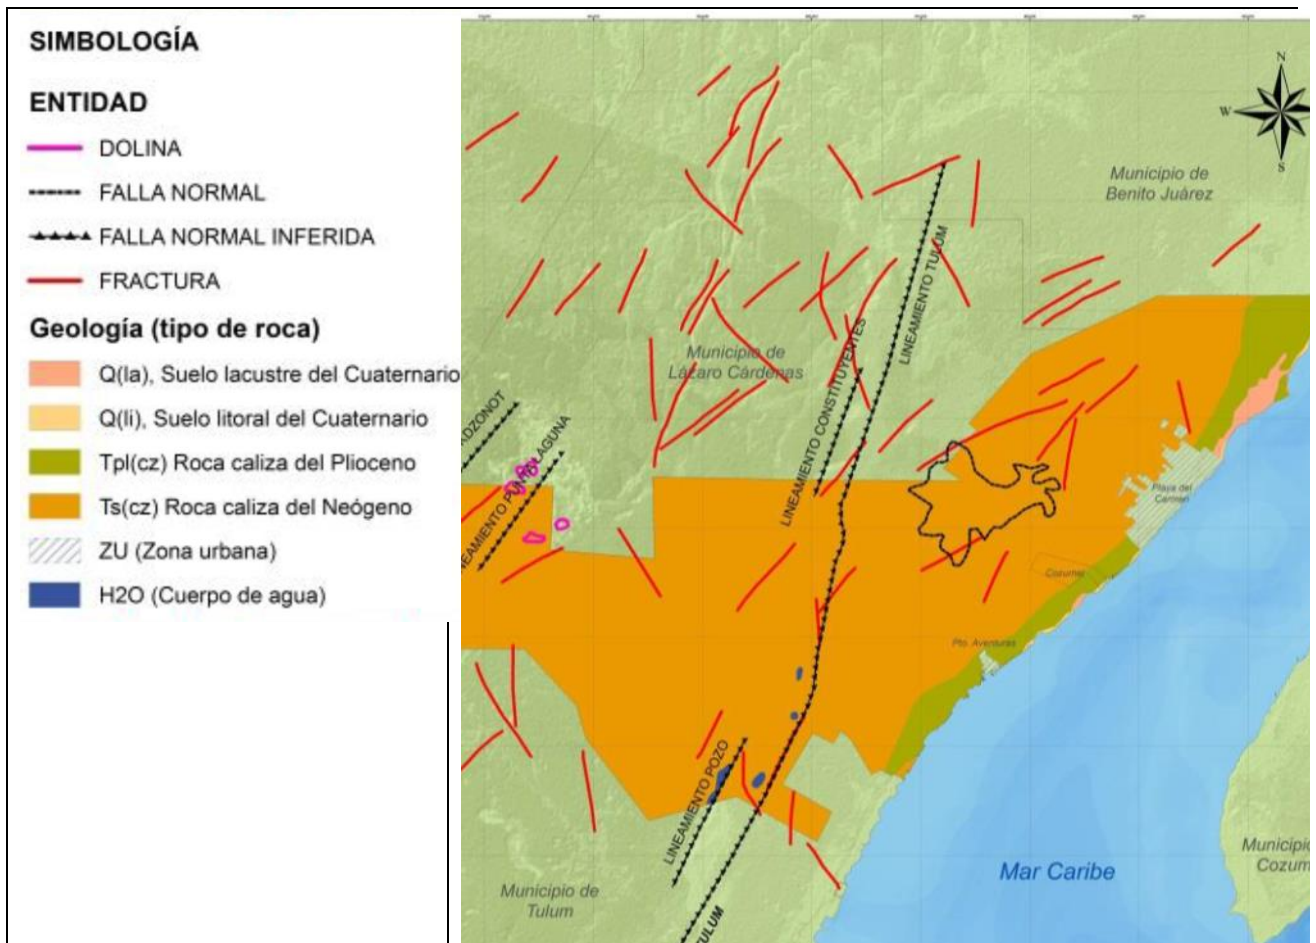 SIMBOLOGÍA
ENTIDAD
DOLINA
FALLA NORMAL
FALLA NORMAL INFERIDA
FRACTURA
Geología (tipo de roca)
Q(la), Suelo lacustre del Cuaternario
Q(li), Suelo litoral del Cuaternario
Tpl(cz) Roca caliza del Plioceno
Ts(cz) Roca caliza del Neógeno
ZU (Zona urbana)
H2O (Cuerpo de agua)
N
W
E
S
Municipio de
Benito Juárez
LINEAMIENTO TULUM
LINEAMIENTO CONSTITUYENTES
Municipio de
Lázaro Cárdenas
ADZONOT
NEAMIENTO PUNTA LAGUNA
Playa del
Carmen
Cozumel
Pto. Aventuras
LINEAMIENTO POZO
Municipio de
Tulum
TULUM
Mar Caribe
Municipio
Cozum